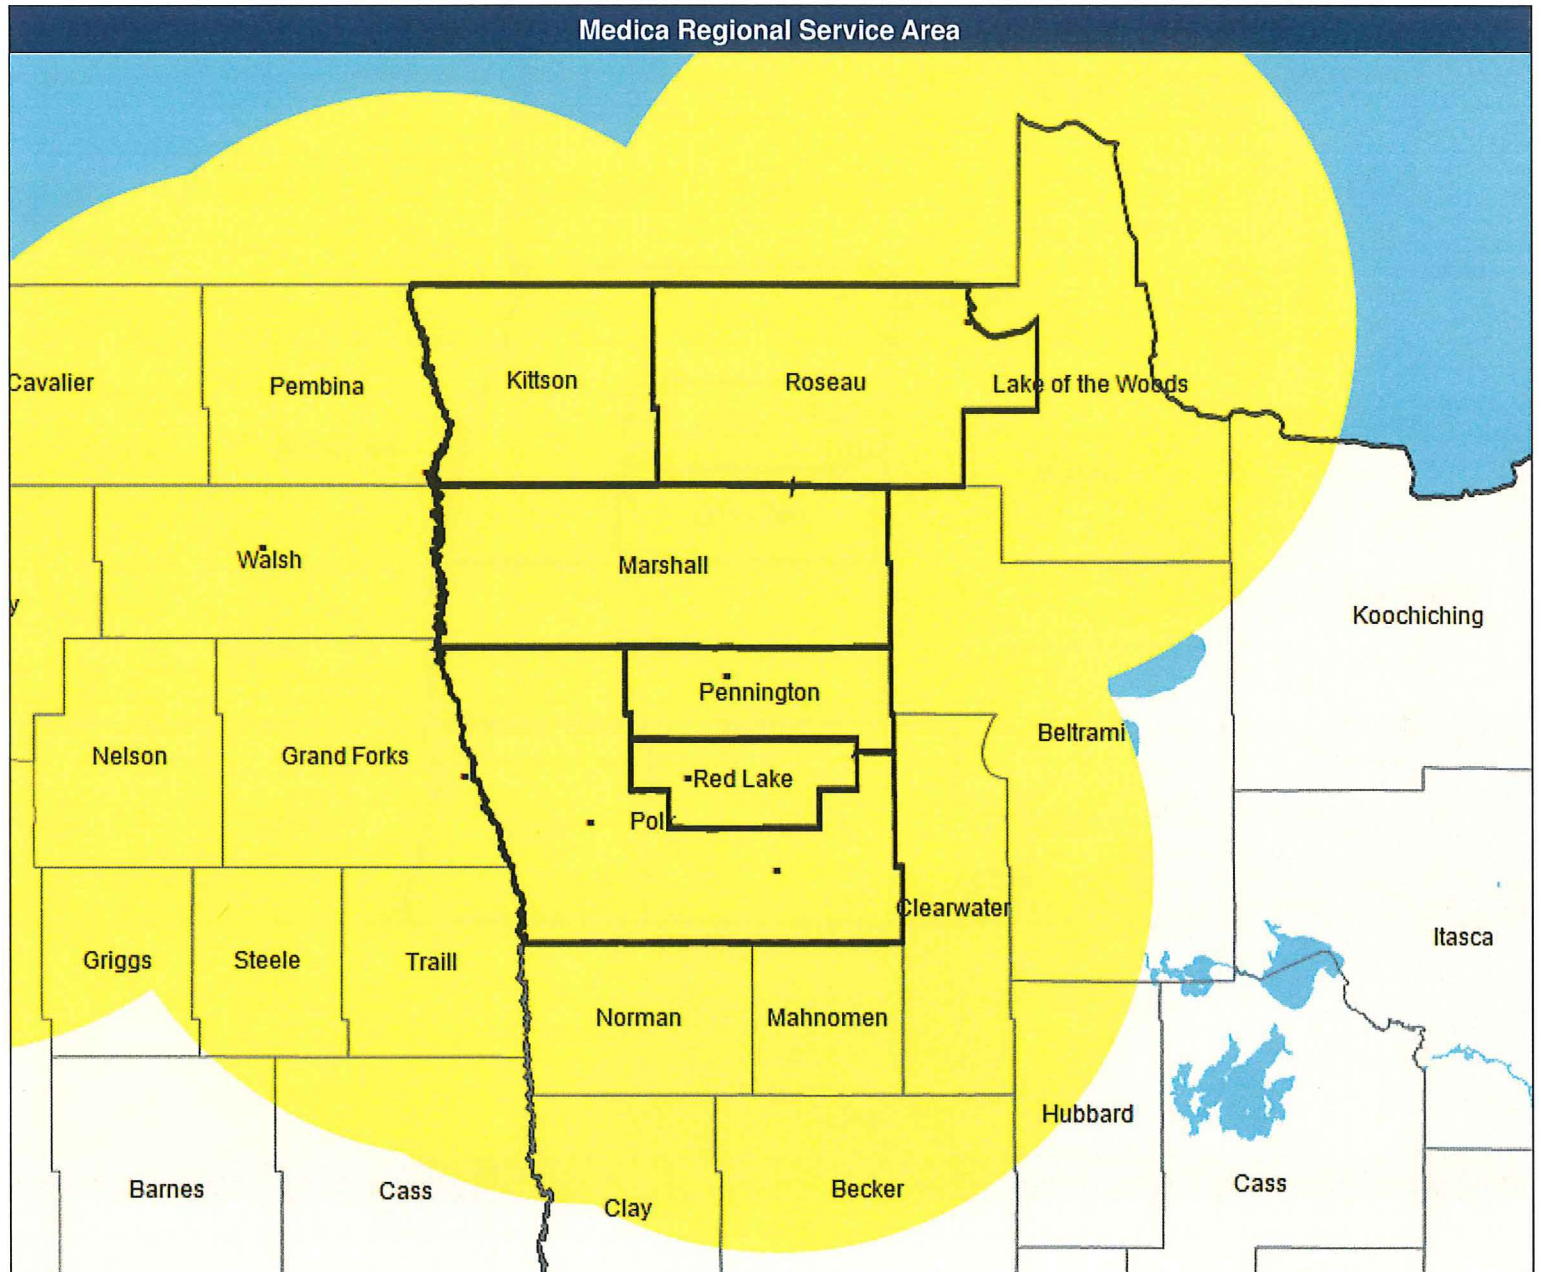 Medica Regional Service Area
Cavalier
Pembina
Kittson
Roseau
Lake of the Woods
Walsh
Marshall
y
Koochiching
Pennington
Nelson
Grand Forks
Beltrami
Red Lake
Polk
Clearwater
Griggs
Steele
Traill
Itasca
Norman
Mahnomen
Hubbard
Barnes
Cass
Clay
Becker
Cass